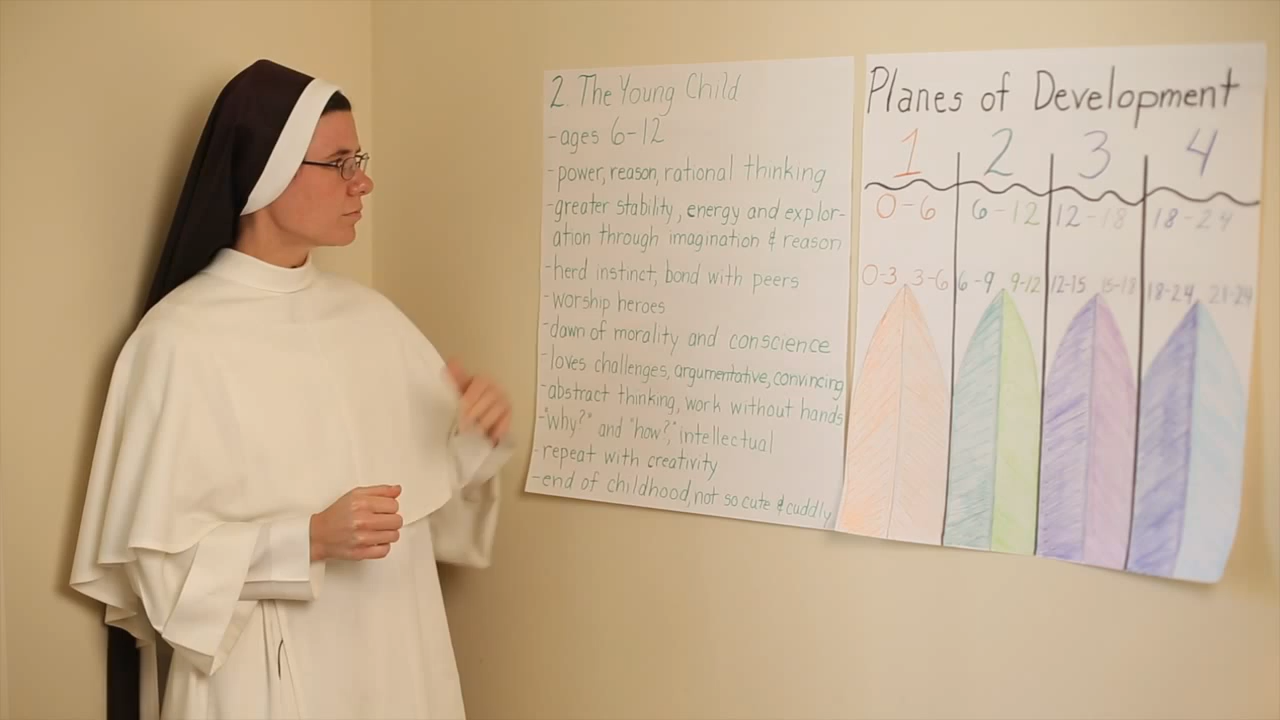 2. The Young Child
-ages 6-12
-power, reason, rational thinking
-greater stability, energy and explor-
ation through imagination & reason
-herd instinct, bond with peers
-worship heroes
-dawn of morality and conscience
-loves challenges, argumentative, convincing
-abstract thinking, work without hands
-"why?" and "how?," intellectual
-repeat with creativity
-end of childhood, not so cute & cuddly
Planes of Development
1 2 3 4
0-6 6-12 12-18 18-24
0-3 3-6 6-9 9-12 12-15 15-18 18-24 21-24